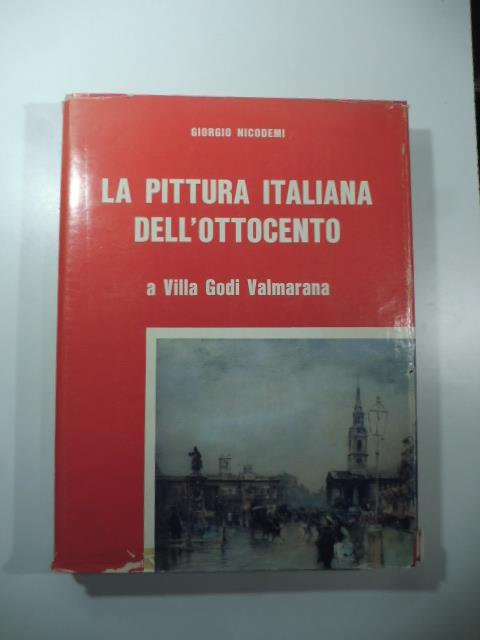 GIORGIO NICODEMI
LA PITTURA ITALIANA
DELL'OTTOCENTO
a Villa Godi Valmarana